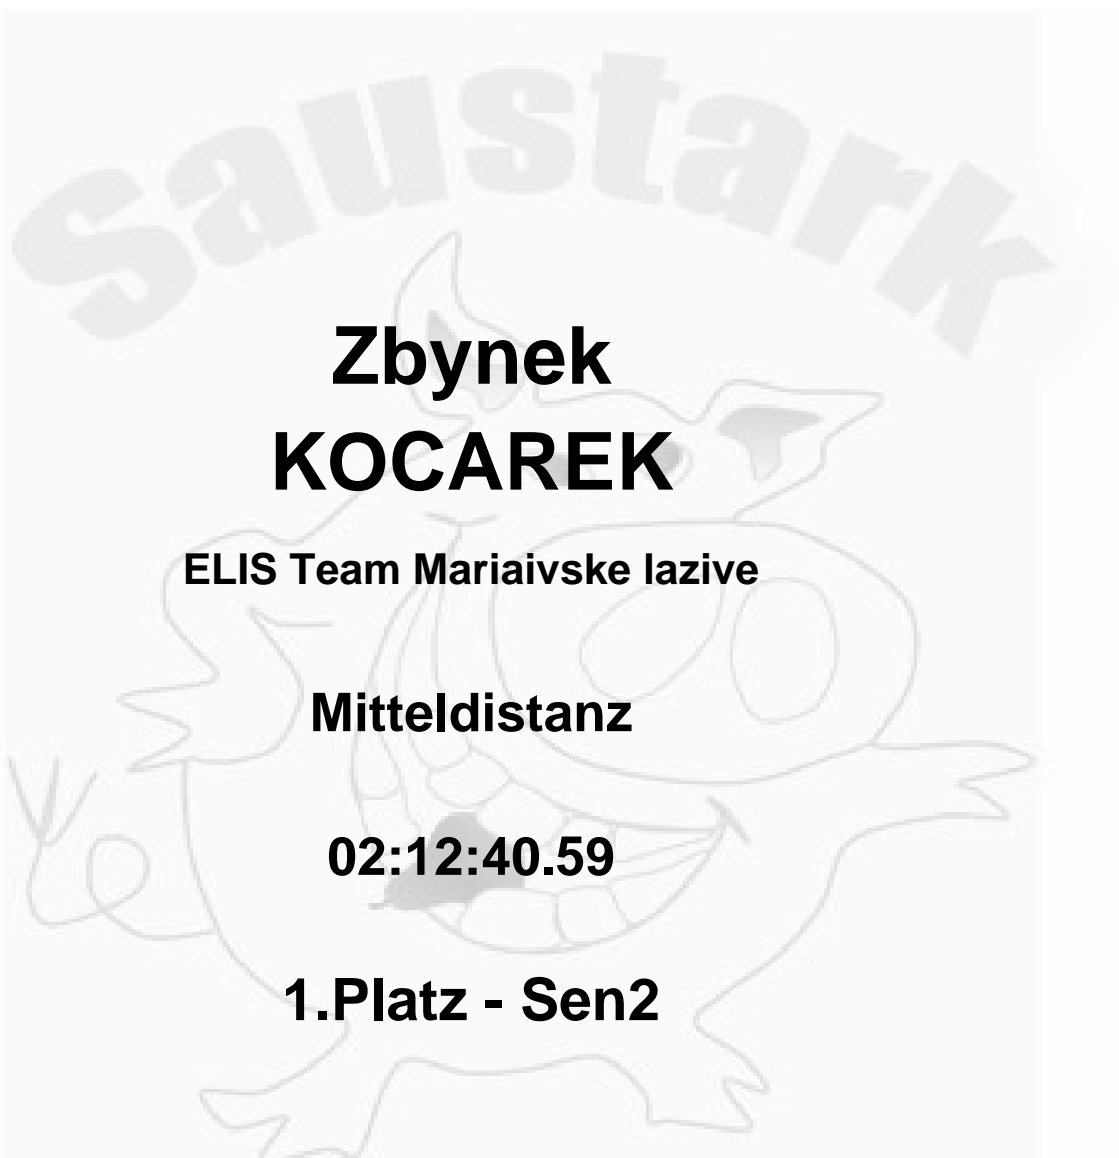 Saustark
Zbynek
KOCAREK
ELIS Team Mariaivske lazive
Mitteldistanz
02:12:40.59
1.Platz - Sen2